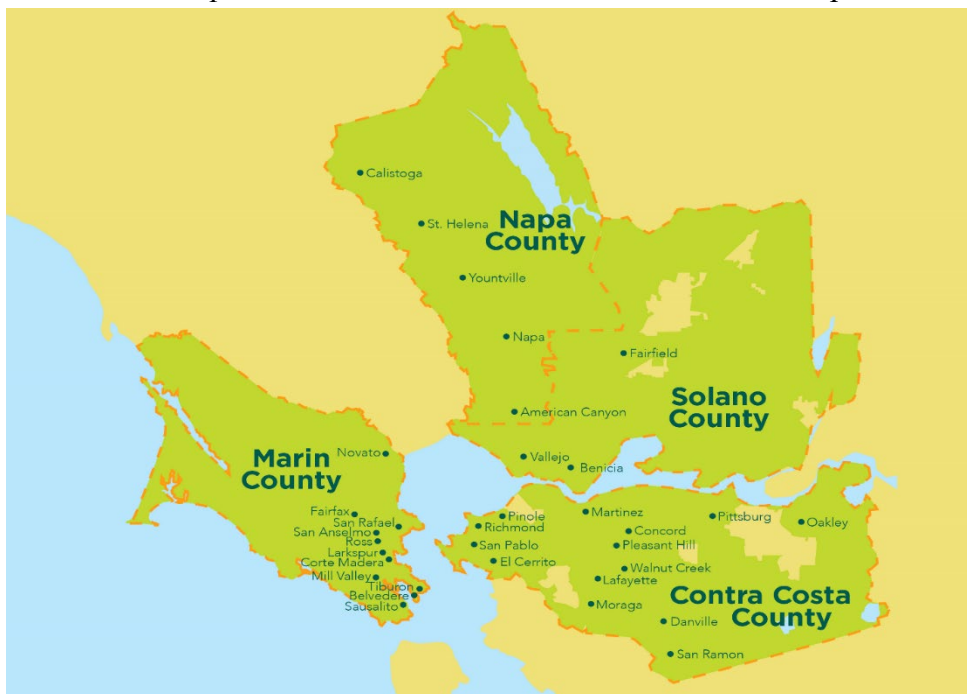 Calistoga
St. Helena
Napa
County
Yountville
Napa
Fairfield
American Canyon
Solano
County
Vallejo
Benicia
Novato
Marin
County
Fairfax
San Rafael
San Anselmo
Ross
Larkspur
Corte Madera
Mill Valley
Tiburon
Belvedere
Sausalito
Pinole
Richmond
San Pablo
El Cerrito
Martinez
Concord
Pleasant Hill
Walnut Creek
Lafayette
Moraga
Pittsburg
Oakley
Contra Costa
County
Danville
San Ramon